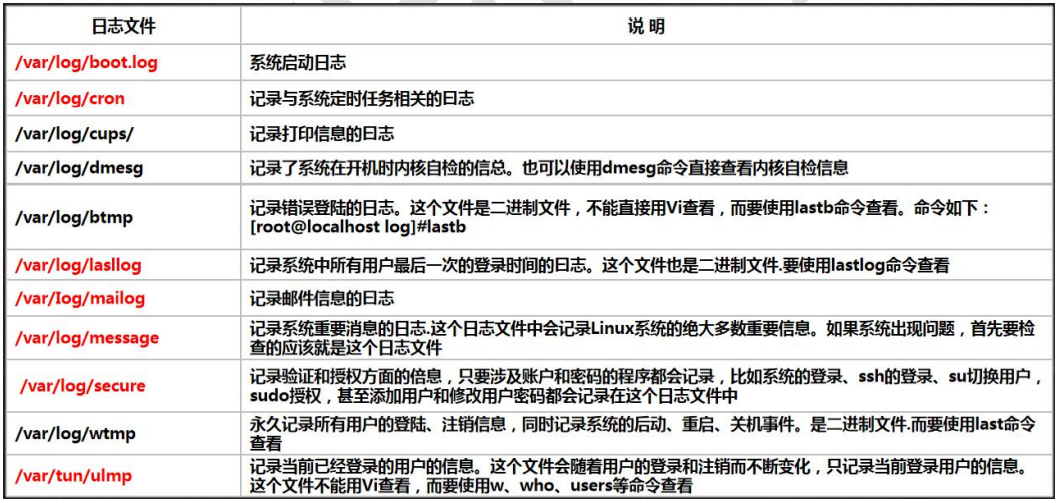 日志文件 说 明
/var/log/boot.log 系统启动日志
/var/log/cron 记录与系统定时任务相关的曰志
/var/log/cups/ 记录打印信息的曰志
/var/log/dmesg 记录了系统在开机时内核自检的信总。也可以使用dmesg命令直接查看内核自检信息
/var/log/btmp 记录错误登陆的日志。这个文件是二进制文件，不能直接用Vi查看，而要使用lastb命令查看。命令如下：
[root@localhost log]#lastb
/var/log/lasllog 记录系统中所有用户最后一次的登录时间的日志。这个文件也是二进制文件.要使用lastlog命令查看
/var/Iog/mailog 记录邮件信息的曰志
/var/log/message 记录系统重要消息的日志.这个日志文件中会记录Linux系统的绝大多数重要信息。如果系统出现问题，首先要检
查的应该就是这个日志文件
/var/log/secure 记录验证和授权方面的倍息，只要涉及账户和密码的程序都会记录，比如系统的登录、ssh的登录、su切换用户，
sudo授权，甚至添加用户和修改用户密码都会记录在这个日志文件中
/var/log/wtmp 永久记录所有用户的登陆、注销信息，同时记录系统的后动、重启、关机事件。是二进制文件.而要使用last命令
查看
/var/tun/ulmp 记录当前已经登录的用户的信息。这个文件会随着用户的登录和注销而不断变化，只记录当前登录用户的信息。
这个文件不能用Vi查看，而要使用w、who、users等命令查看